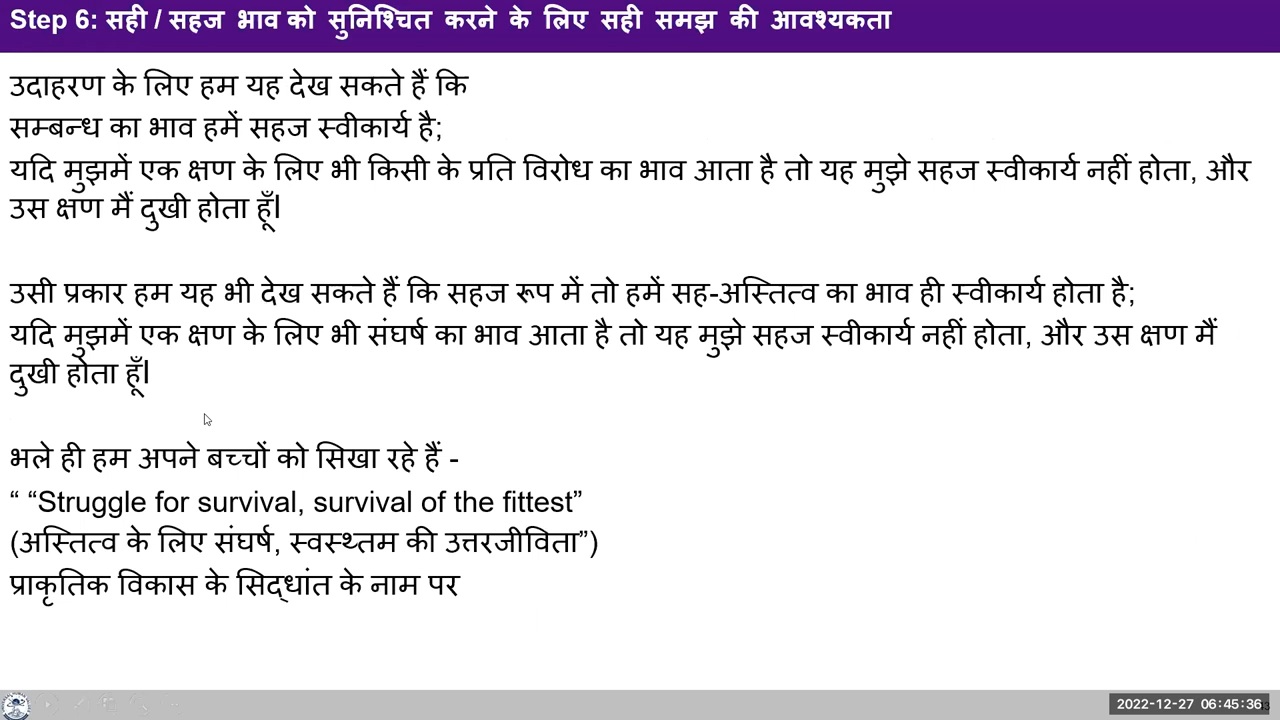 Step 6: सही / सहज भाव को सुनिश्चित करने के लिए सही समझ की आवश्यकता
उदाहरण के लिए हम यह देख सकते हैं कि
सम्बन्ध का भाव हमें सहज स्वीकार्य है;
यदि मुझमें एक क्षण के लिए भी किसी के प्रति विरोध का भाव आता है तो यह मुझे सहज स्वीकार्य नहीं होता, और
उस क्षण मैं दुखी होता हूँ।
उसी प्रकार हम यह भी देख सकते हैं कि सहज रूप में तो हमें सह-अस्तित्व का भाव ही स्वीकार्य होता है;
यदि मुझमें एक क्षण के लिए भी संघर्ष का भाव आता है तो यह मुझे सहज स्वीकार्य नहीं होता, और उस क्षण मैं
दुखी होता हूँ।
भले ही हम अपने बच्चों को सिखा रहे हैं -
“ “Struggle for survival, survival of the fittest”
(अस्तित्व के लिए संघर्ष, स्वस्थ्तम की उत्तरजीविता”)
प्राकृतिक विकास के सिद्धांत के नाम पर
2022-12-27 06:45:36